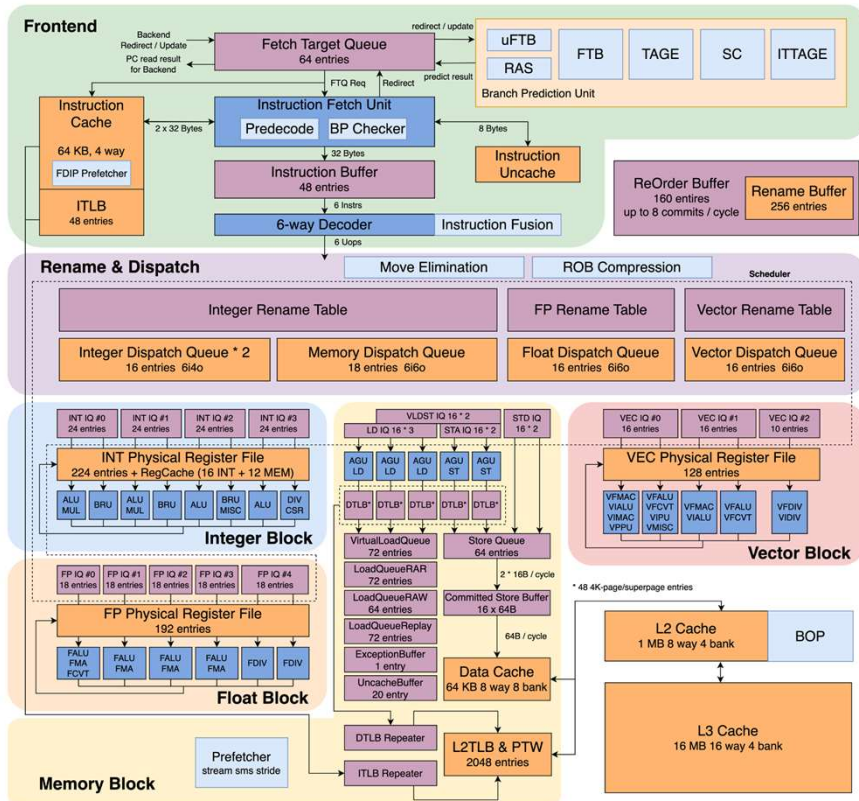 Frontend
Backend
Redirect / Update
PC read result
for Backend
Fetch Target Queue
64 entries
redirect / update
predict result
uFTB
RAS
FTB
TAGE
SC
ITTAGE
Branch Prediction Unit
FTQ Req
Redirect
Instruction
Cache
64 KB, 4 way
FDIP Prefetcher
ITLB
48 entries
2 x 32 Bytes
Instruction Fetch Unit
Predecode
BP Checker
8 Bytes
Instruction
Uncache
32 Bytes
Instruction Buffer
48 entries
6 Instrs
6-way Decoder
Instruction Fusion
6 Uops
ReOrder Buffer
160 entires
up to 8 commits / cycle
Rename Buffer
256 entries
Rename & Dispatch
Move Elimination
ROB Compression
Scheduler
Integer Rename Table
FP Rename Table
Vector Rename Table
Integer Dispatch Queue * 2
16 entries 6i4o
Memory Dispatch Queue
18 entries 6i6o
Float Dispatch Queue
16 entries 6i6o
Vector Dispatch Queue
16 entries 6i6o
INT IQ #0
24 entries
INT IQ #1
24 entries
INT IQ #2
24 entries
INT IQ #3
24 entries
INT Physical Register File
224 entries + RegCache (16 INT + 12 MEM)
ALU
MUL
BRU
ALU
MUL
BRU
ALU
BRU
MISC
ALU
DIV
CSR
Integer Block
FP IQ #0
18 entries
FP IQ #1
18 entries
FP IQ #2
18 entries
FP IQ #3
18 entries
FP IQ #4
18 entries
FP Physical Register File
192 entries
FALU
FMA
FCVT
FALU
FMA
FALU
FMA
FALU
FMA
FDIV
FDIV
Float Block
VLDST IQ 16 * 2
LD IQ 16 * 3
STA IQ 16 * 2
STD IQ
16 * 2
AGU
LD
AGU
LD
AGU
LD
AGU
ST
AGU
ST
DTLB*
DTLB*
DTLB*
DTLB*
DTLB*
VirtualLoadQueue
72 entries
LoadQueueRAR
72 entries
LoadQueueRAW
64 entries
LoadQueueReplay
72 entries
ExceptionBuffer
1 entry
UncacheBuffer
20 entry
Store Queue
64 entries
2 * 16B / cycle
Committed Store Buffer
16 x 64B
64B / cycle
Data Cache
64 KB 8 way 8 bank
DTLB Repeater
ITLB Repeater
L2TLB & PTW
2048 entries
Prefetcher
stream sms stride
Memory Block
VEC IQ #0
16 entries
VEC IQ #1
16 entries
VEC IQ #2
10 entries
VEC Physical Register File
128 entries
VFMAC
VIALU
VIMAC
VPPU
VFALU
VFCVT
VIPU
VMISC
VFMAC
VIALU
VFALU
VFCVT
VFDIV
VIDIV
Vector Block
* 48 4K-page/superpage entries
L2 Cache
1 MB 8 way 4 bank
BOP
L3 Cache
16 MB 16 way 4 bank